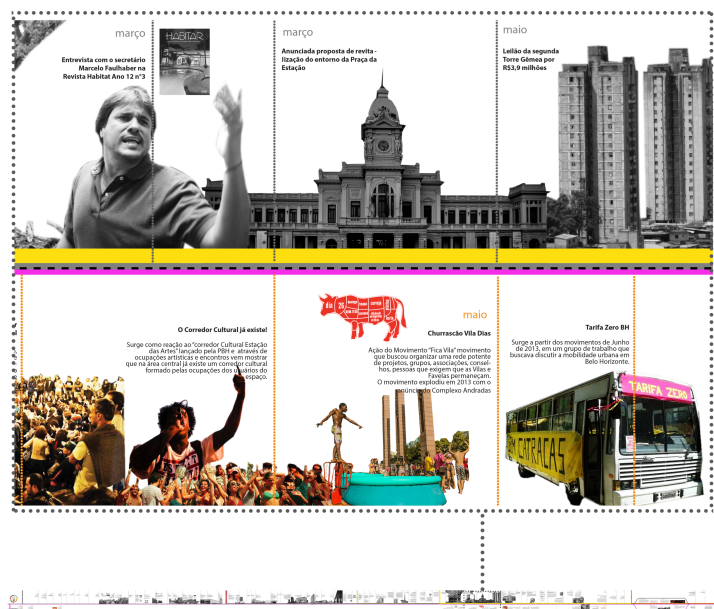 março
Entrevista com o secretário
Marcelo Faulhaber na
Revista Habitat Ano 12 n°3
HABITAR
março
Anunciada proposta de revita -
lização do entorno da Praça da
Estação
maio
Leilão da segunda
Torre Gêmea por
R$3,9 milhões
O Corredor Cultural já existe!
Surge como reação ao "corredor Cultural Estação
das Artes" lançado pela PBH e  através de
ocupações artísticas e encontros vem mostrar
que na área central já existe um corredor cultural
formado pelas ocupações dos usuários do
espaço.
dia
26
maio
Churrascão Vila Dias
Ação do Movimento "Fica Vila" movimento
que buscou organizar uma rede potente
de projetos, grupos, associações, consel-
hos, pessoas que exigem que as Vilas e
Favelas permaneçam.
O movimento explodiu em 2013 com o
anúncio do Complexo Andradas
Tarifa Zero BH
Surge a partir dos movimentos de Junho
de 2013, em um grupo de trabalho que
buscava discutir a mobilidade urbana em
Belo Horizonte.
TARIFA ZERO
CATRACAS